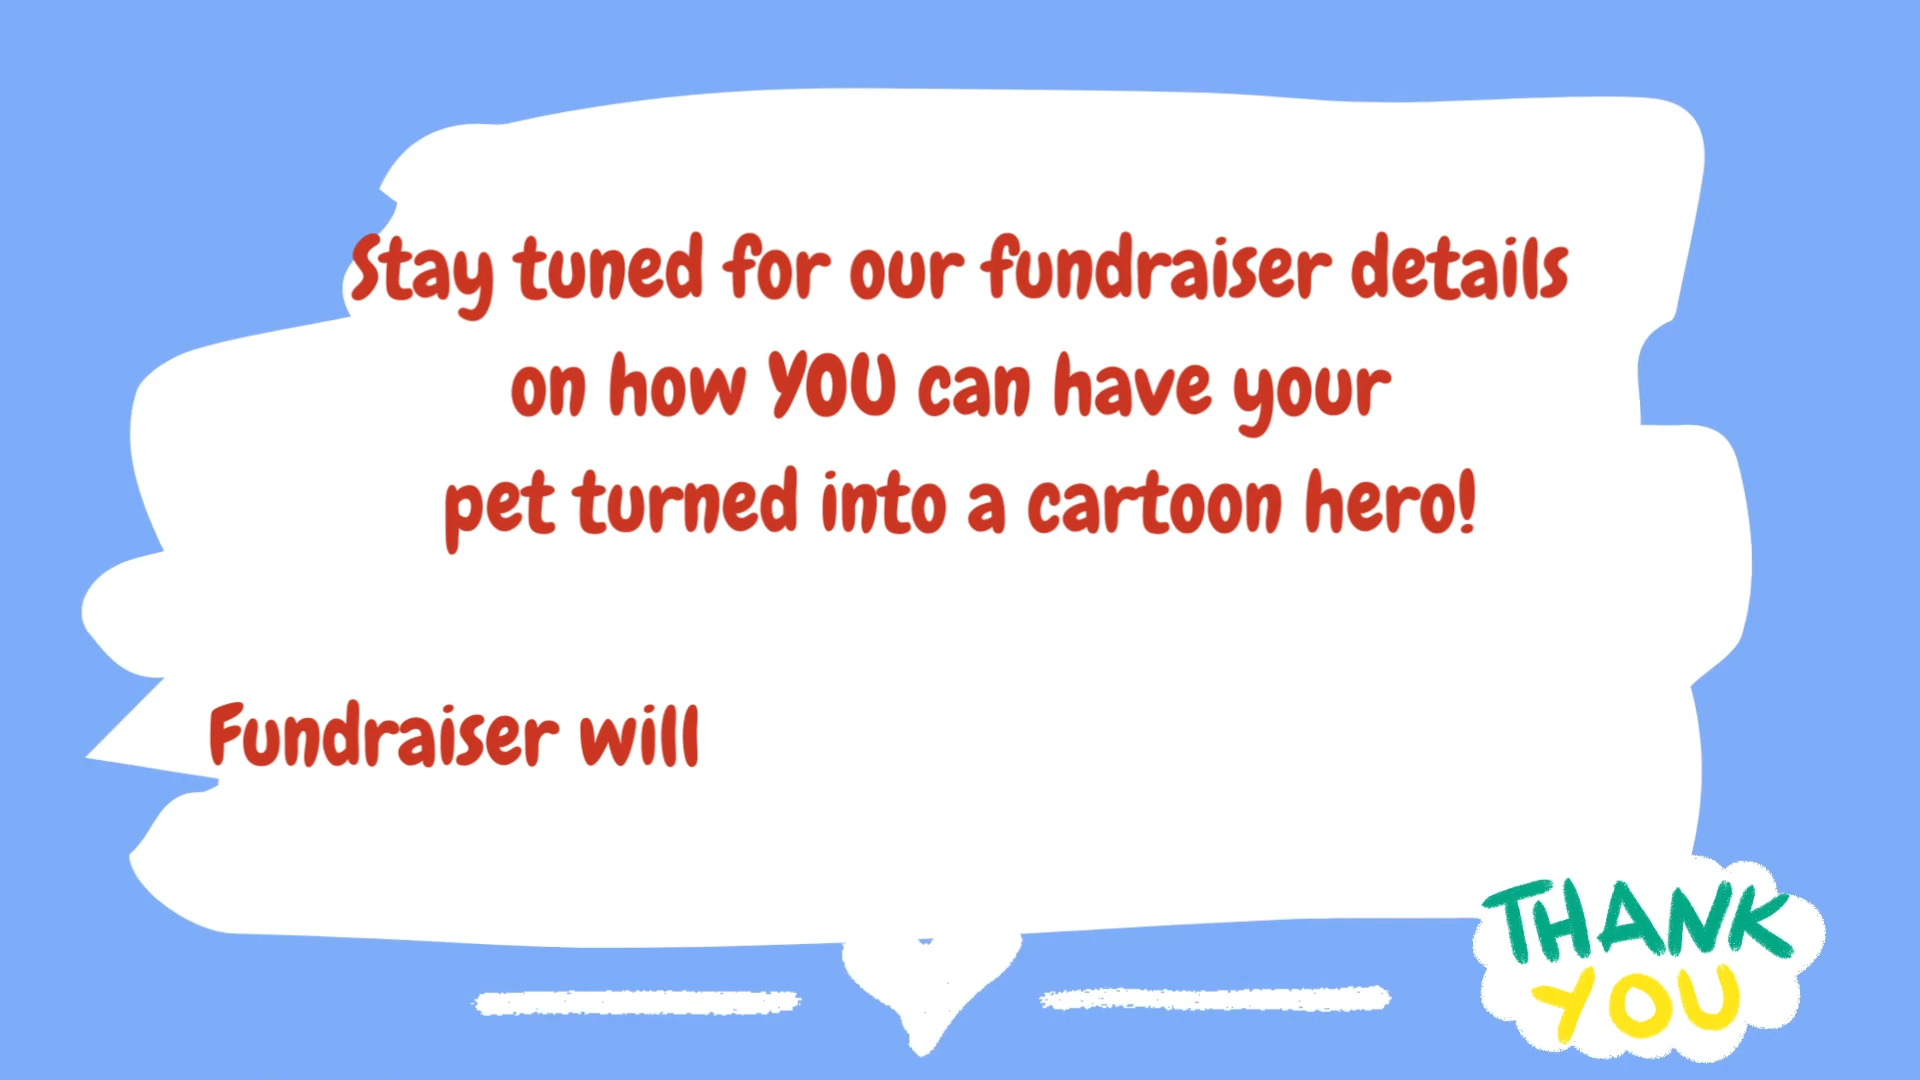 Stay tuned for our fundraiser details
on how YOU can have your
pet turned into a cartoon hero!
Fundraiser will
THANK
YOU